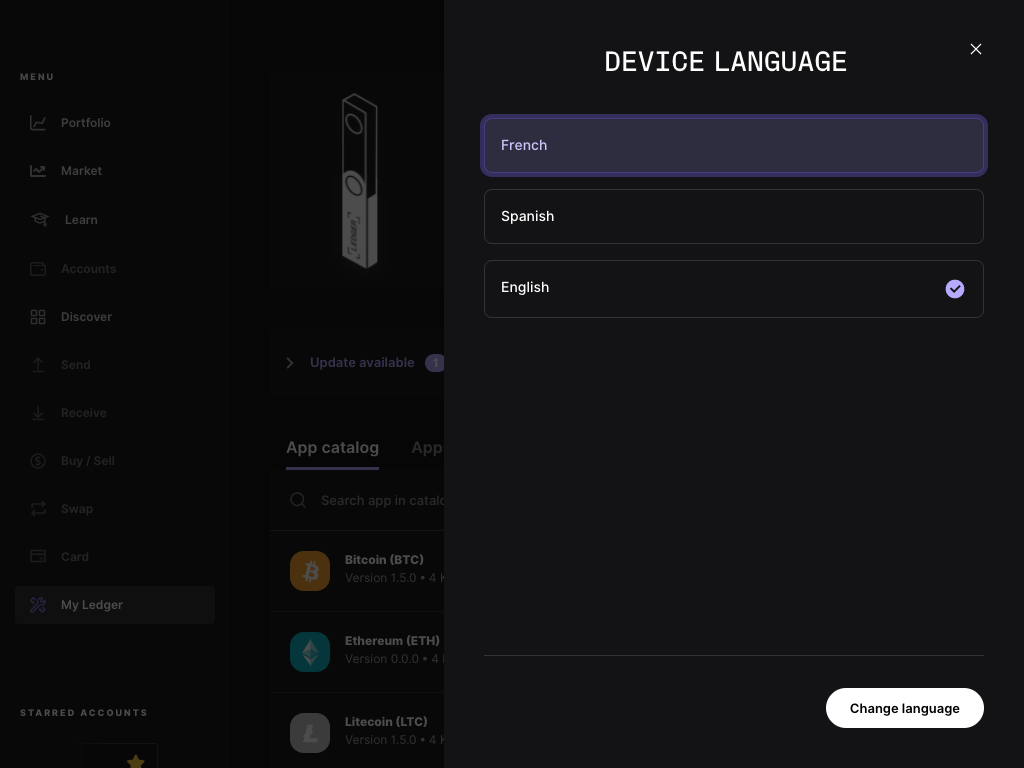 MENU
Portfolio
Market
Learn
Accounts
Discover
Send
Receive
Buy / Sell
Swap
Card
My Ledger
STARRED ACCOUNTS
LEDGER
Update available 1
App catalog App
Search app in catalo
Bitcoin (BTC)
Version 1.5.0 • 4 K
Ethereum (ETH)
Version 0.0.0 • 4
Litecoin (LTC)
Version 1.5.0 • 4 K
DEVICE LANGUAGE
French
Spanish
English
Change language